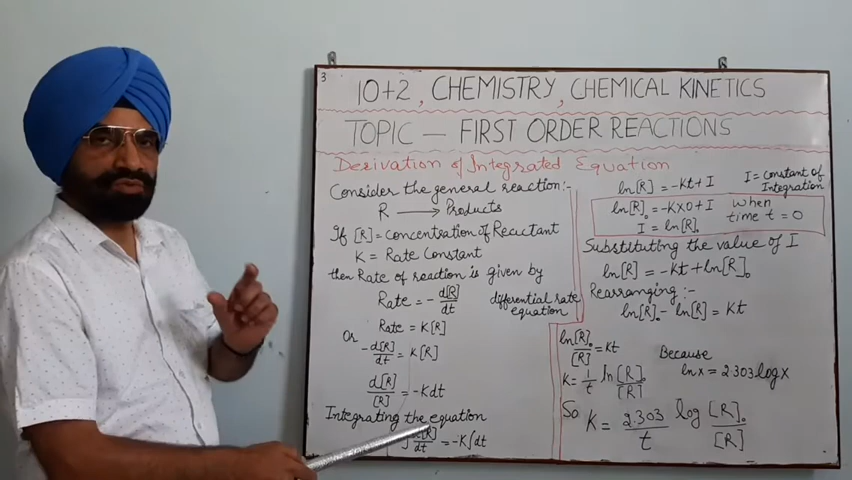 3
10+2, CHEMISTRY, CHEMICAL KINETICS
TOPIC — FIRST ORDER REACTIONS
Derivation of Integrated Equation
Consider the general reaction:-
R ⟶ Products
If [R] = Concentration of Reactant
K = Rate Constant
then Rate of reaction is given by
Rate = - d[R]/dt
differential rate
equation
Rate = K[R]
Or
-d[R]/dt = K[R]
d[R]/[R] = -Kdt
Integrating the equation
∫d[R]/dt = -K∫dt
ln[R] = -Kt+I
I = Constant of
Integration
ln[R]₀ = -K×0+I
when
time t = 0
I = ln[R]₀
Substituting the value of I
ln[R] = -kt+ln[R]₀
Rearranging:-
ln[R]₀ - ln[R] = Kt
ln[R]₀/[R] = Kt
Because
ln x = 2.303 log x
K = 1/t ln [R]₀/[R]
So
K = 2.303/t log [R]₀/[R]